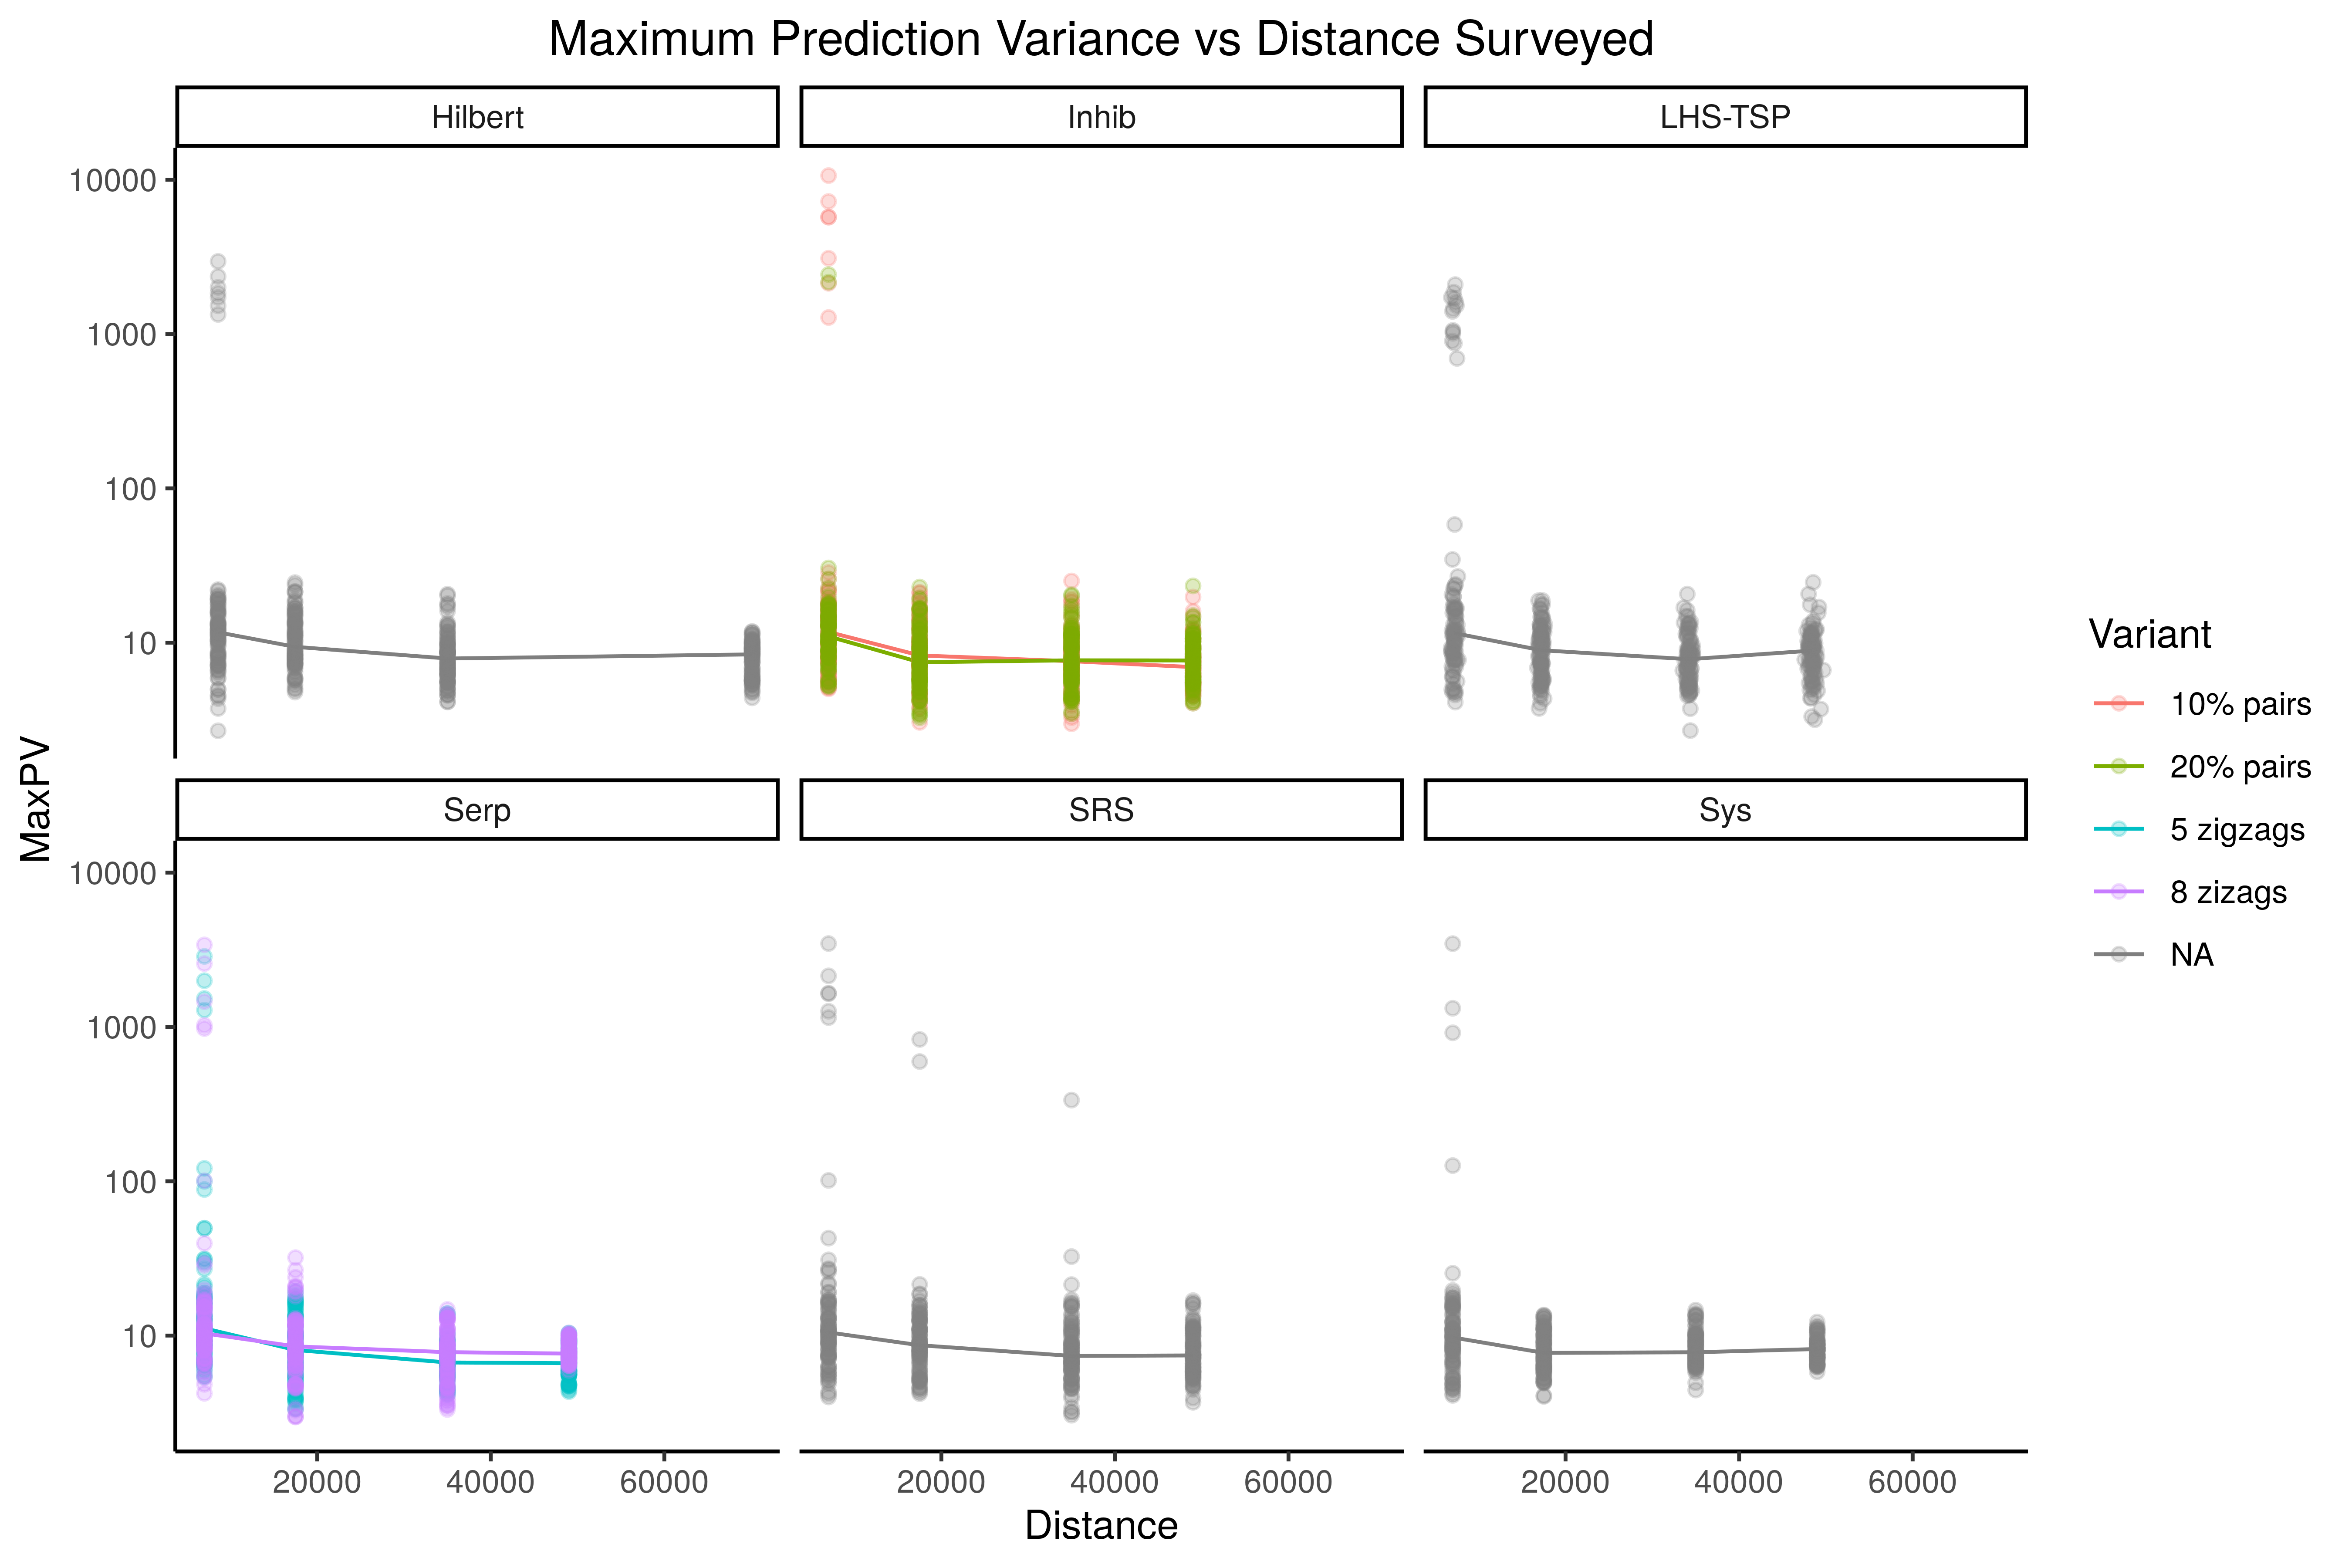 Maximum Prediction Variance vs Distance Surveyed
Hilbert
Inhib
LHS-TSP
10000
1000
100
10
Serp
SRS
Sys
10000
1000
100
10
20000 40000 60000
20000 40000 60000
20000 40000 60000
Distance
MaxPV
Variant
10% pairs
20% pairs
5 zigzags
8 zizags
NA